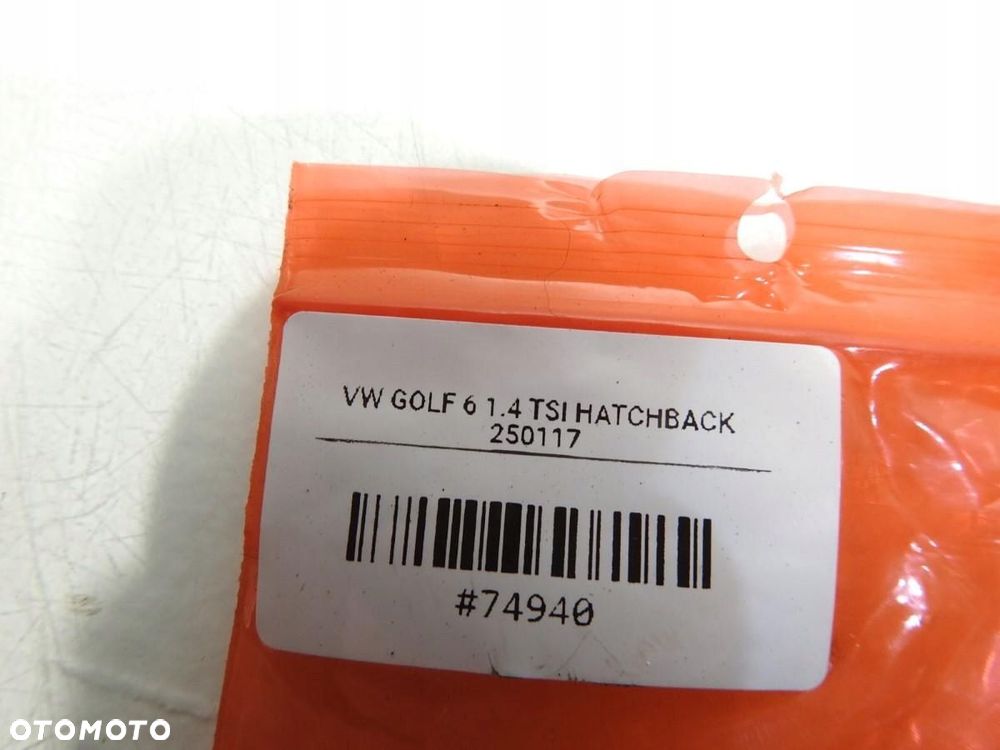 VW GOLF 6 1.4 TSI HATCHBACK
250117
#74940
OTOMOTO